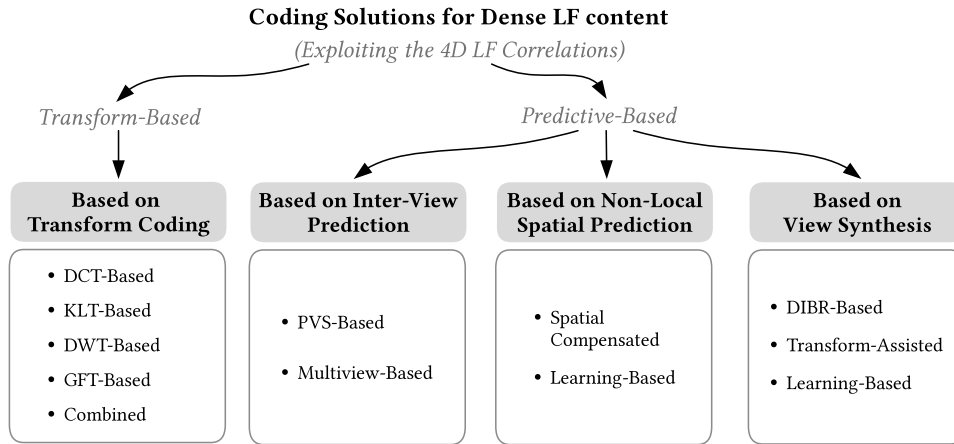 Coding Solutions for Dense LF content
(Exploiting the 4D LF Correlations)
Transform-Based
Predictive-Based
Based on
Transform Coding
• DCT-Based
• KLT-Based
• DWT-Based
• GFT-Based
• Combined
Based on Inter-View
Prediction
• PVS-Based
• Multiview-Based
Based on Non-Local
Spatial Prediction
• Spatial
Compensated
• Learning-Based
Based on
View Synthesis
• DIBR-Based
• Transform-Assisted
• Learning-Based